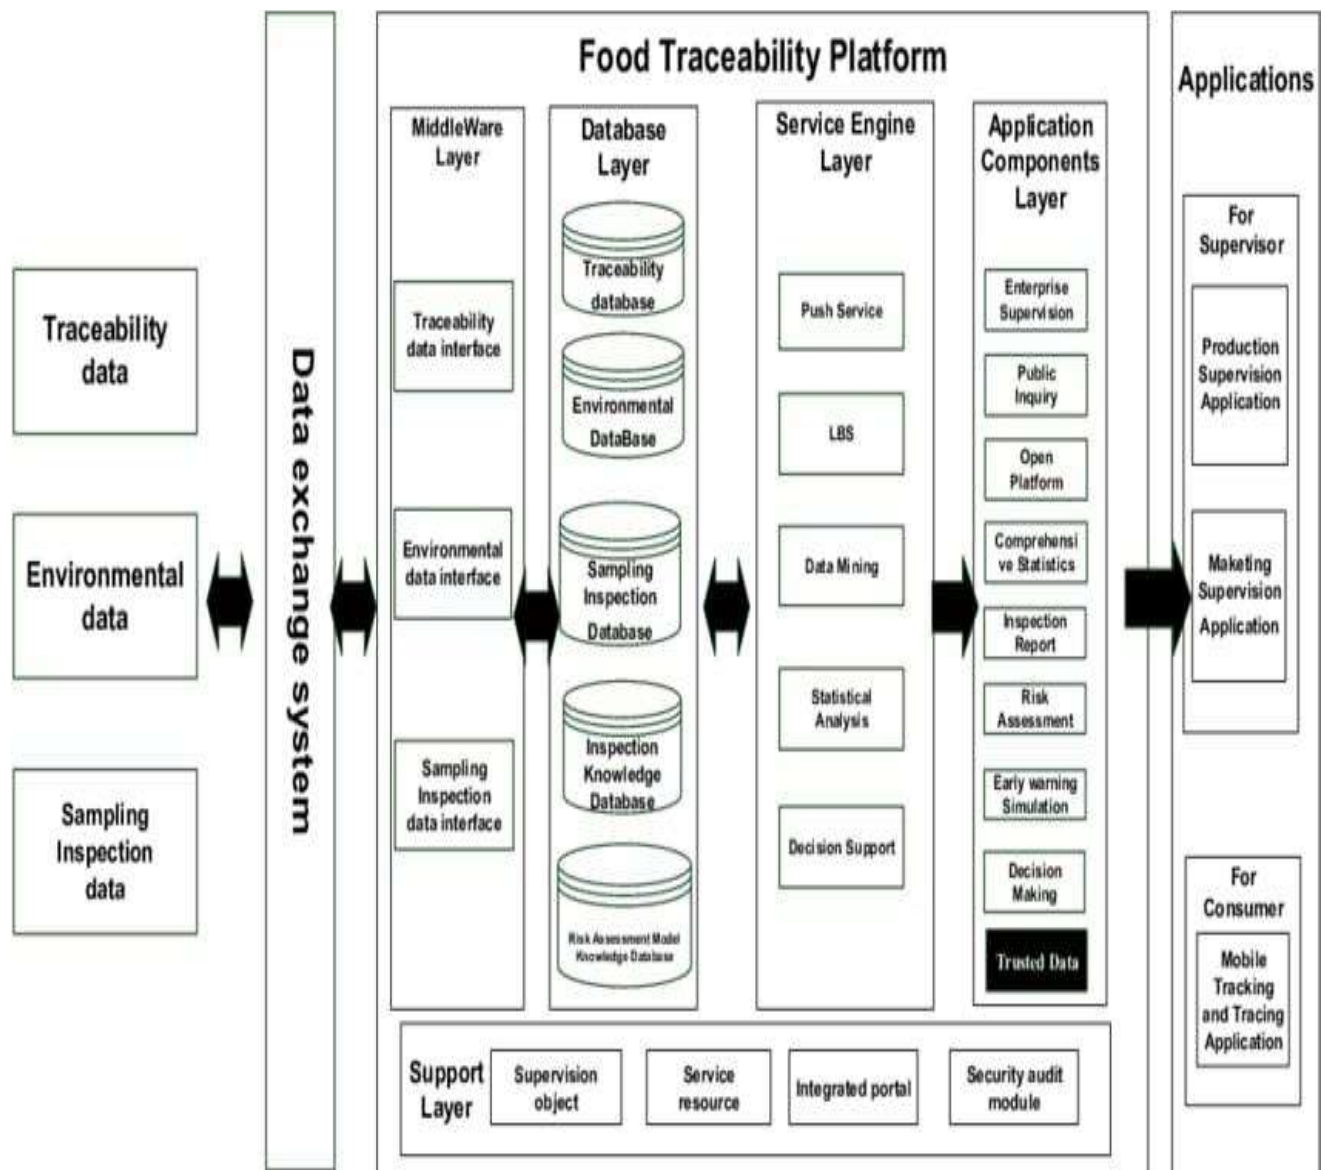 Food Traceability Platform
Applications
Traceability
data
Environmental
data
Sampling
Inspection
data
Data exchange system
MiddleWare
Layer
Traceability
data interface
Environmental
data interface
Sampling
Inspection
data interface
Database
Layer
Traceability
database
Environmental
DataBase
Sampling
Inspection
Database
Inspection
Knowledge
Database
Risk Assessment Model
Knowledge Database
Service Engine
Layer
Push Service
LBS
Data Mining
Statistical
Analysis
Decision Support
Application
Components
Layer
Enterprise
Supervision
Public
Inquiry
Open
Platform
Comprehensi
ve Statistics
Inspection
Report
Risk
Assessment
Early warning
Simulation
Decision
Making
Trusted Data
Support
Layer
Supervision
object
Service
resource
Integrated portal
Security audit
module
For
Supervisor
Production
Supervision
Application
Maketing
Supervision
Application
For
Consumer
Mobile
Tracking
and Tracing
Application